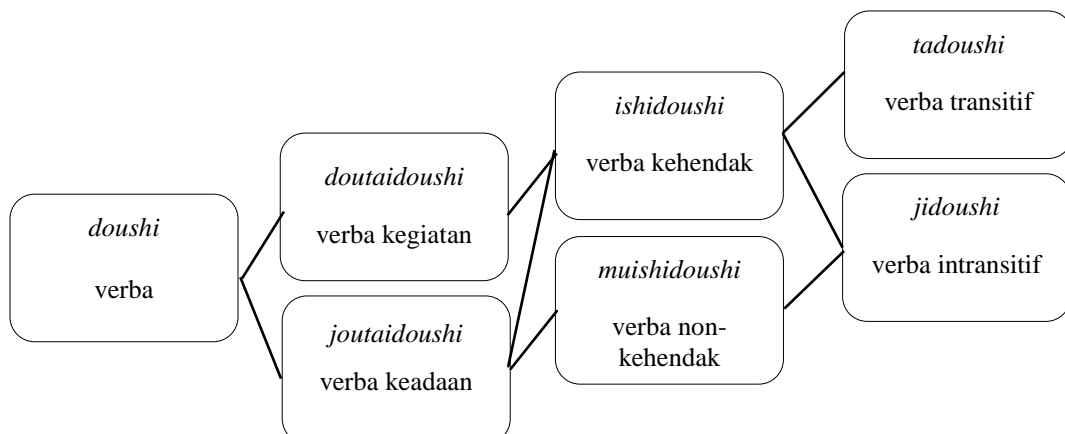 doushi
verba
doutaidoushi
verba kegiatan
joutaidoushi
verba keadaan
ishidoushi
verba kehendak
muishidoushi
verba non-
kehendak
tadoushi
verba transitif
jidoushi
verba intransitif